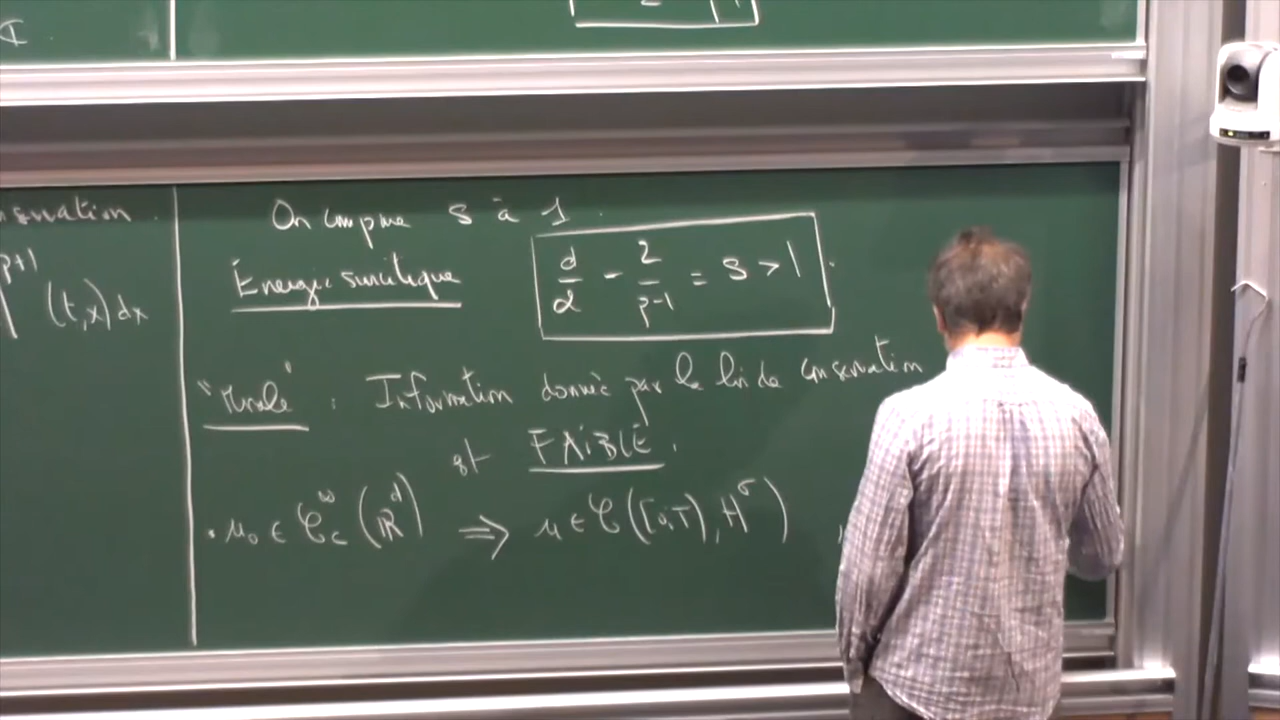 p+1
(t,x)dx
On compare s à 1.
Énergie surcritique
d/2 - 2/p-1 = s > 1
"Morale" : Information donnée par la loi de conservation
est FAIBLE.
• u₀ ∈ 𝒞_c^∞(ℝ^d) ⟹ u ∈ 𝒞([0,T), H^σ)